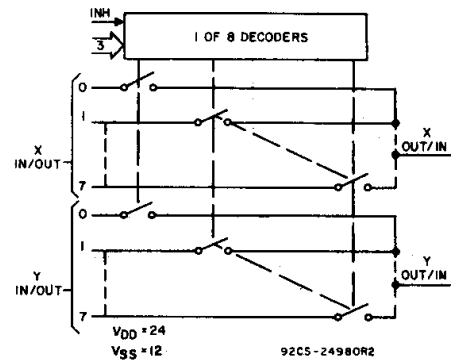 INH
3
1 OF 8 DECODERS
0
1
X
IN/OUT
7
X
OUT/IN
0
1
Y
IN/OUT
7
Y
OUT/IN
VDD = 24
VSS = 12
92CS-24980R2